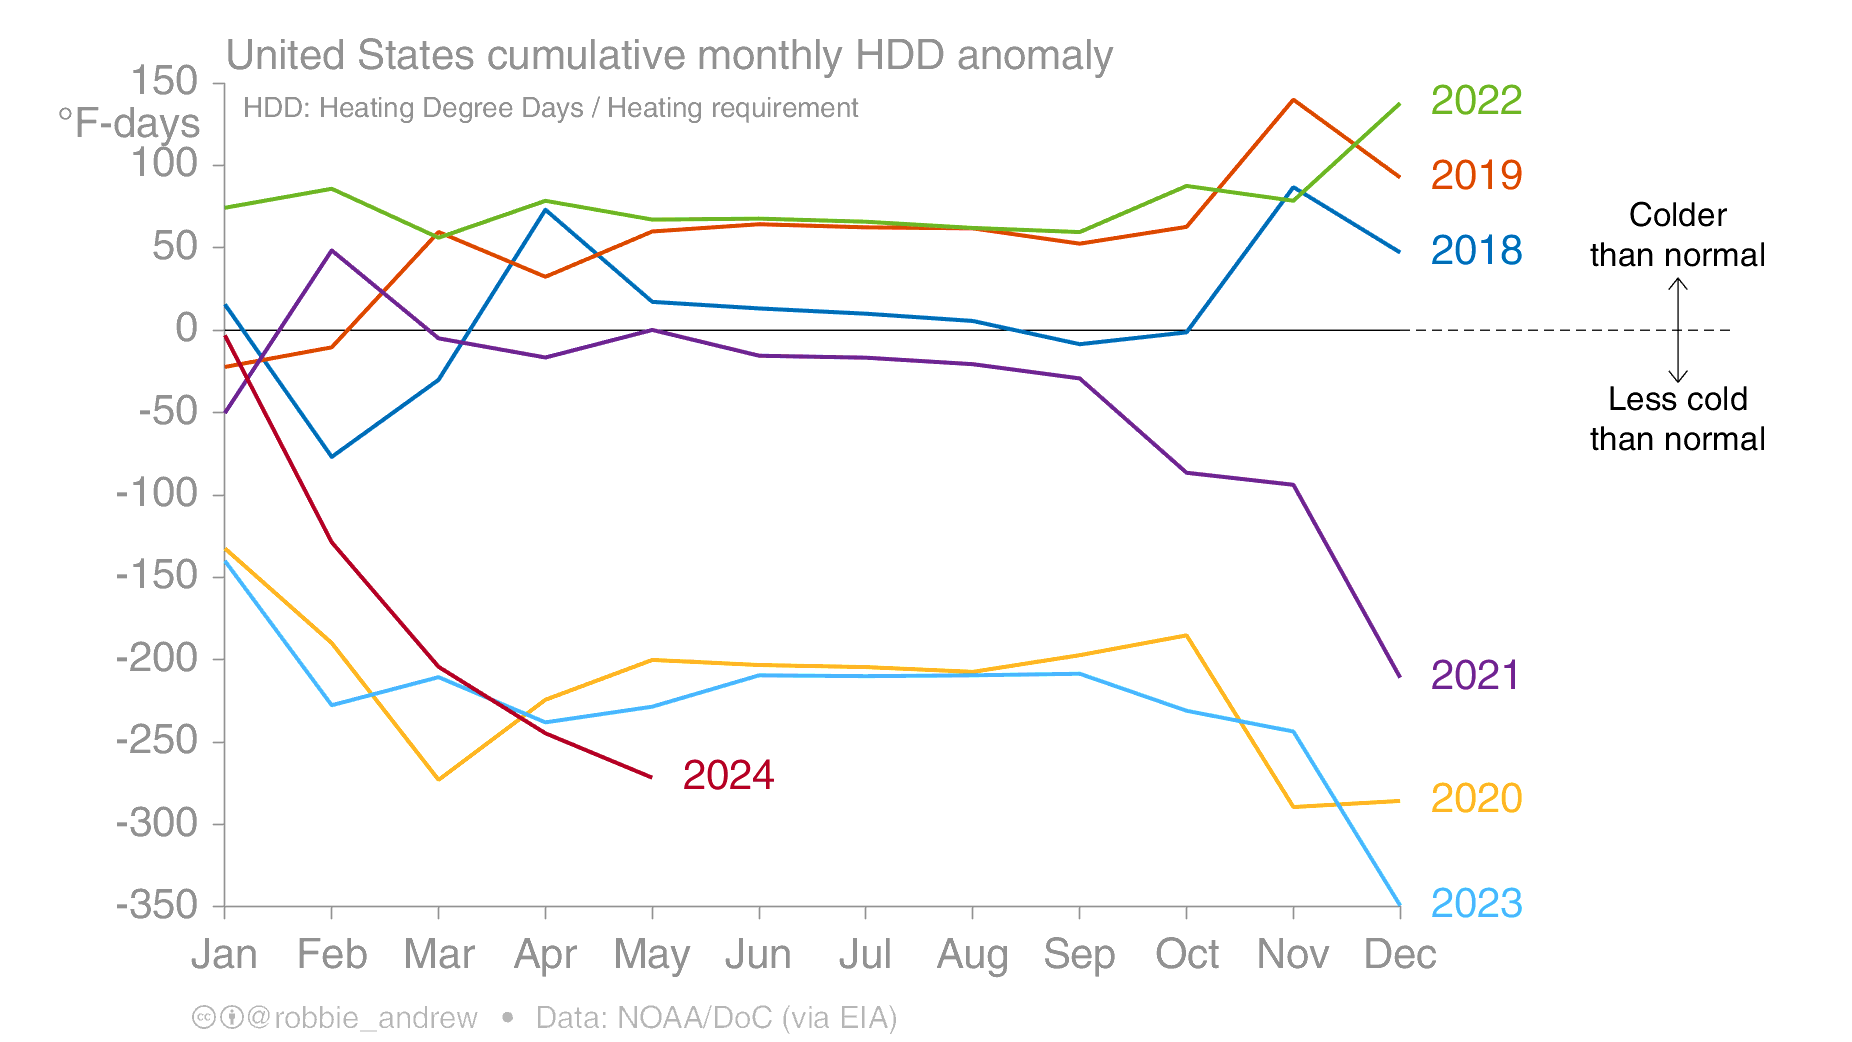 United States cumulative monthly HDD anomaly
150
°F-days
HDD: Heating Degree Days / Heating requirement
100
50
0
-50
-100
-150
-200
-250
-300
-350
2022
2019
2018
2021
2024
2020
2023
Colder
than normal
Less cold
than normal
Jan Feb Mar Apr May Jun Jul Aug Sep Oct Nov Dec
cc @robbie_andrew • Data: NOAA/DoC (via EIA)